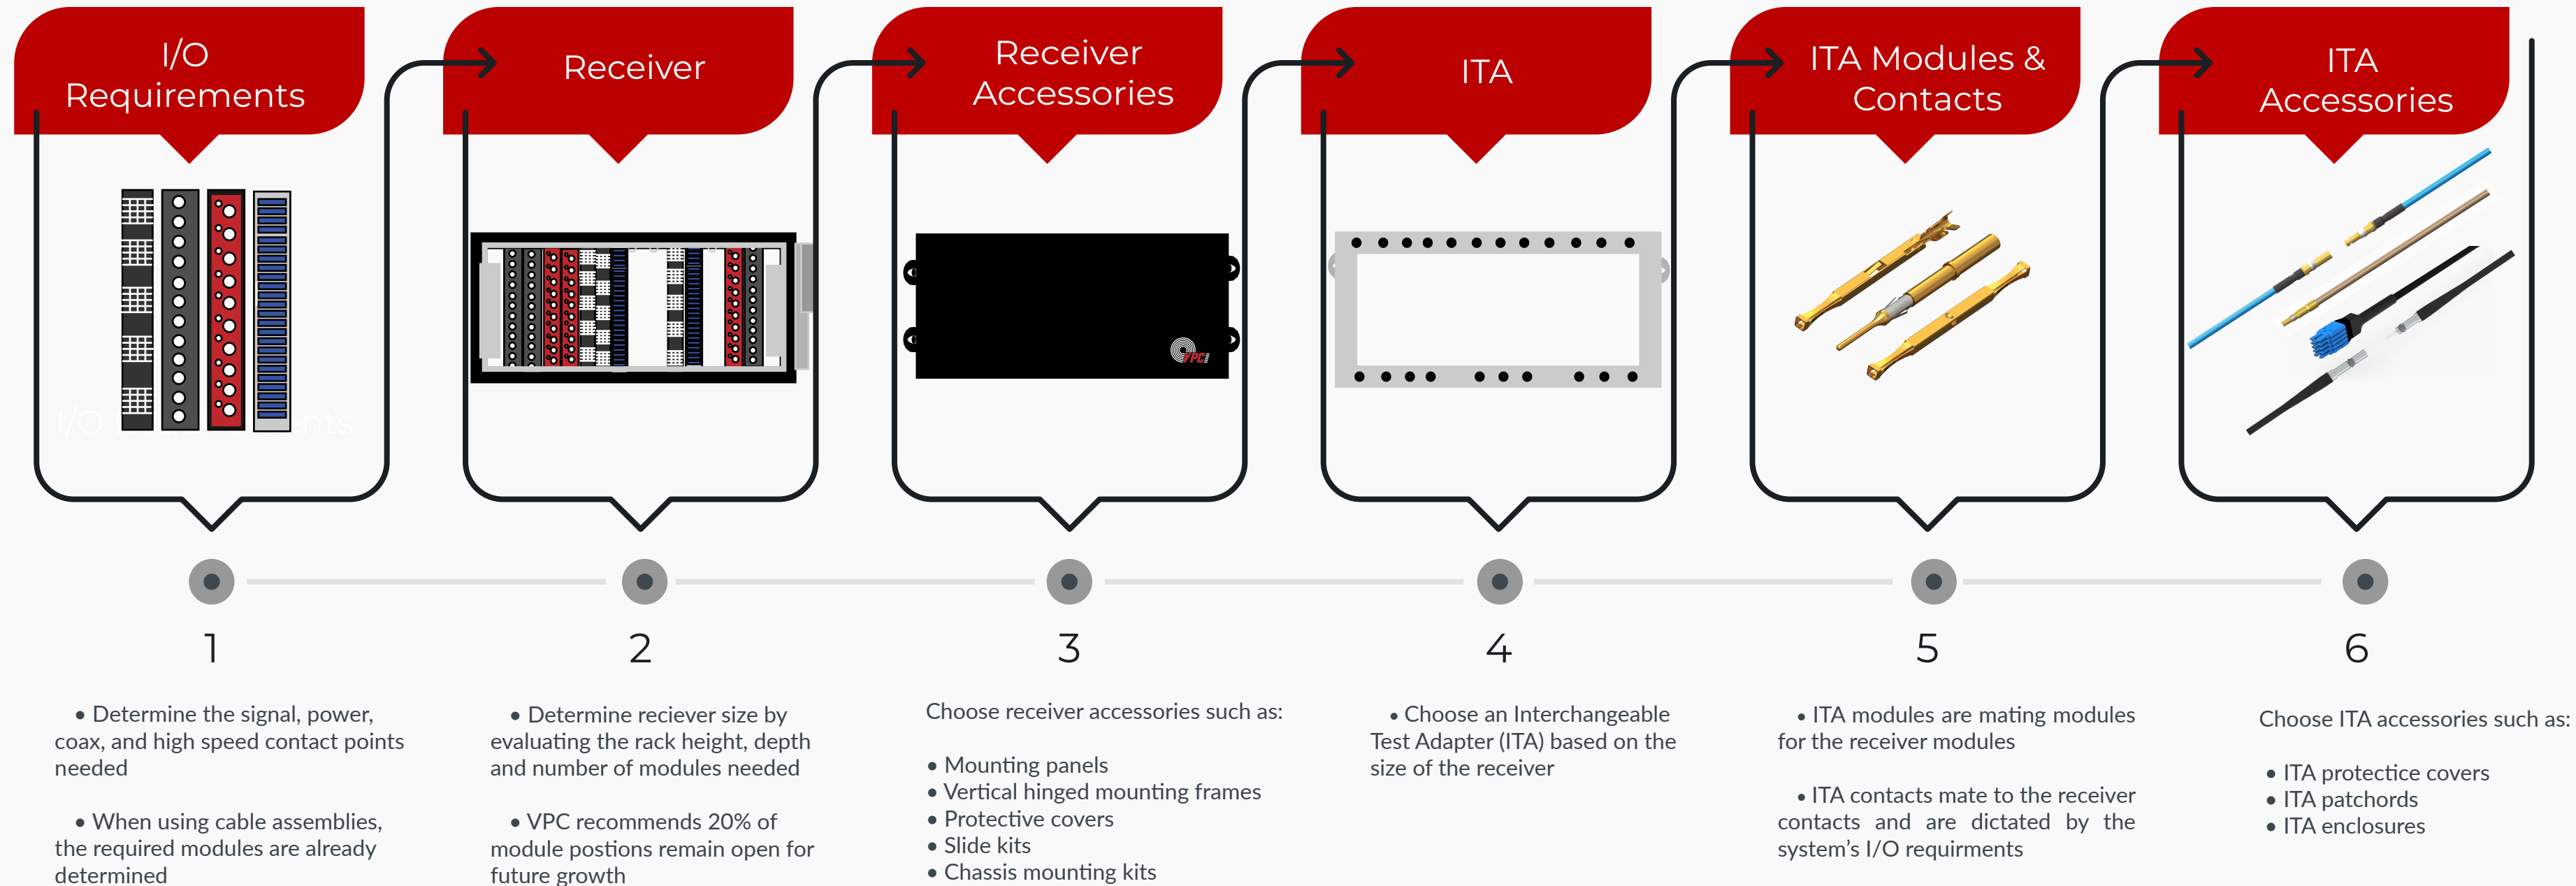 I/O
Requirements
Receiver
Receiver
Accessories
ITA
ITA Modules &
Contacts
ITA
Accessories
VPC
I/O
nts
1
2
3
4
5
6
• Determine the signal, power,
coax, and high speed contact points
needed
• When using cable assemblies,
the required modules are already
determined
• Determine reciever size by
evaluating the rack height, depth
and number of modules needed
• VPC recommends 20% of
module postions remain open for
future growth
Choose receiver accessories such as:
• Mounting panels
• Vertical hinged mounting frames
• Protective covers
• Slide kits
• Chassis mounting kits
• Choose an Interchangeable
Test Adapter (ITA) based on the
size of the receiver
• ITA modules are mating modules
for the receiver modules
• ITA contacts mate to the receiver
contacts and are dictated by the
system’s I/O requirments
Choose ITA accessories such as:
• ITA protectice covers
• ITA patchords
• ITA enclosures